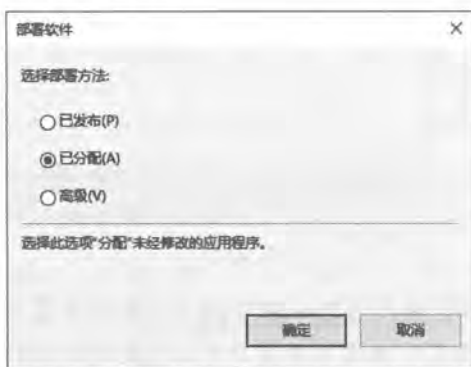 部署软件
选择部署方法:
已发布(P)
已分配(A)
高级(V)
选择此选项"分配"未经修改的应用程序。
确定
取消